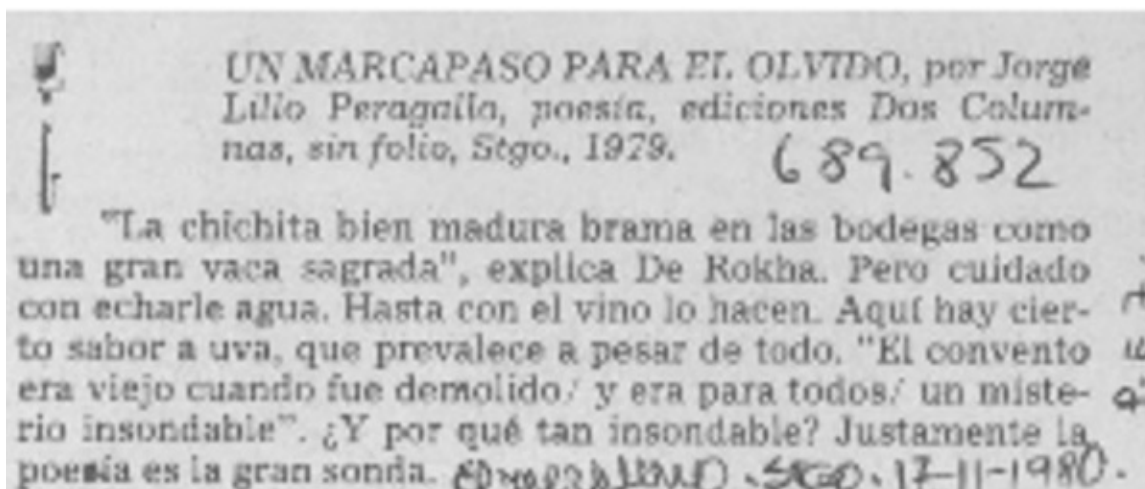 UN MARCAPASO PARA EL OLVIDO, por Jorge
Lillo Peragallo, poesía, ediciones Dos Colum-
nas, sin folio, Stgo., 1979.
689.852
"La chichita bien madura brama en las bodegas como
una gran vaca sagrada", explica De Rokha. Pero cuidado
con echarle agua. Hasta con el vino lo hacen. Aquí hay cier-
to sabor a uva, que prevalece a pesar de todo. "El convento
era viejo cuando fue demolido/ y era para todos/ un miste-
rio insondable". ¿Y por qué tan insondable? Justamente la
poesía es la gran sonda. STGO. 17-11-1980.